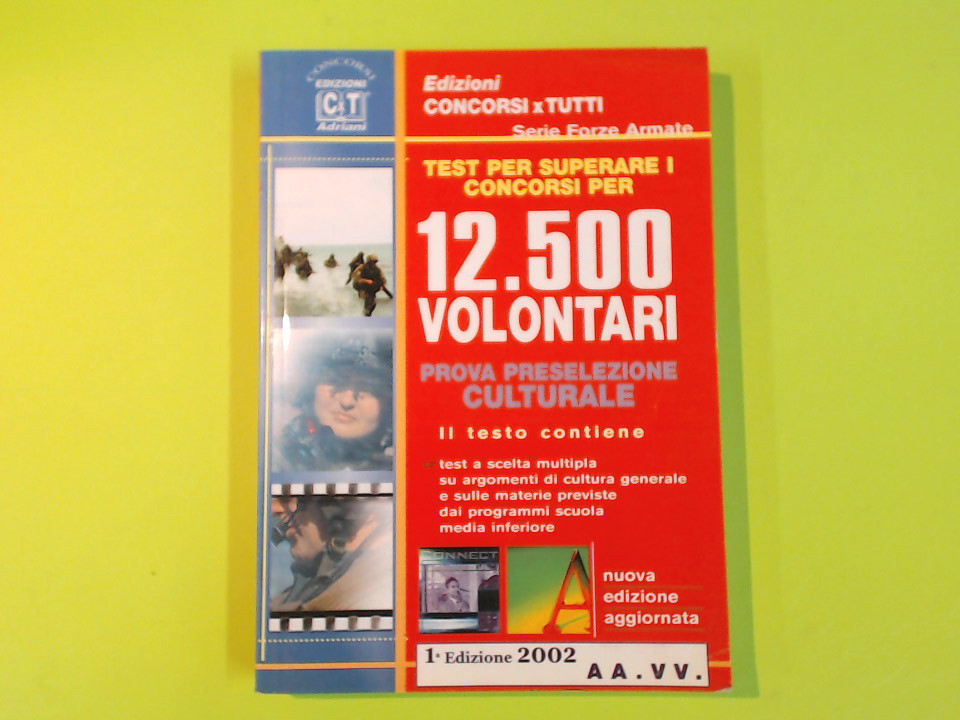 CONCORSI
EDIZIONI
C&T
Adriani
Edizioni
CONCORSI x TUTTI
Serie Forze Armate
TEST PER SUPERARE I
CONCORSI PER
12.500
VOLONTARI
PROVA PRESELEZIONE
CULTURALE
Il testo contiene
test a scelta multipla
su argomenti di cultura generale
e sulle materie previste
dai programmi scuola
media inferiore
CONNECT
A
nuova
edizione
aggiornata
1ª Edizione 2002
AA.VV.